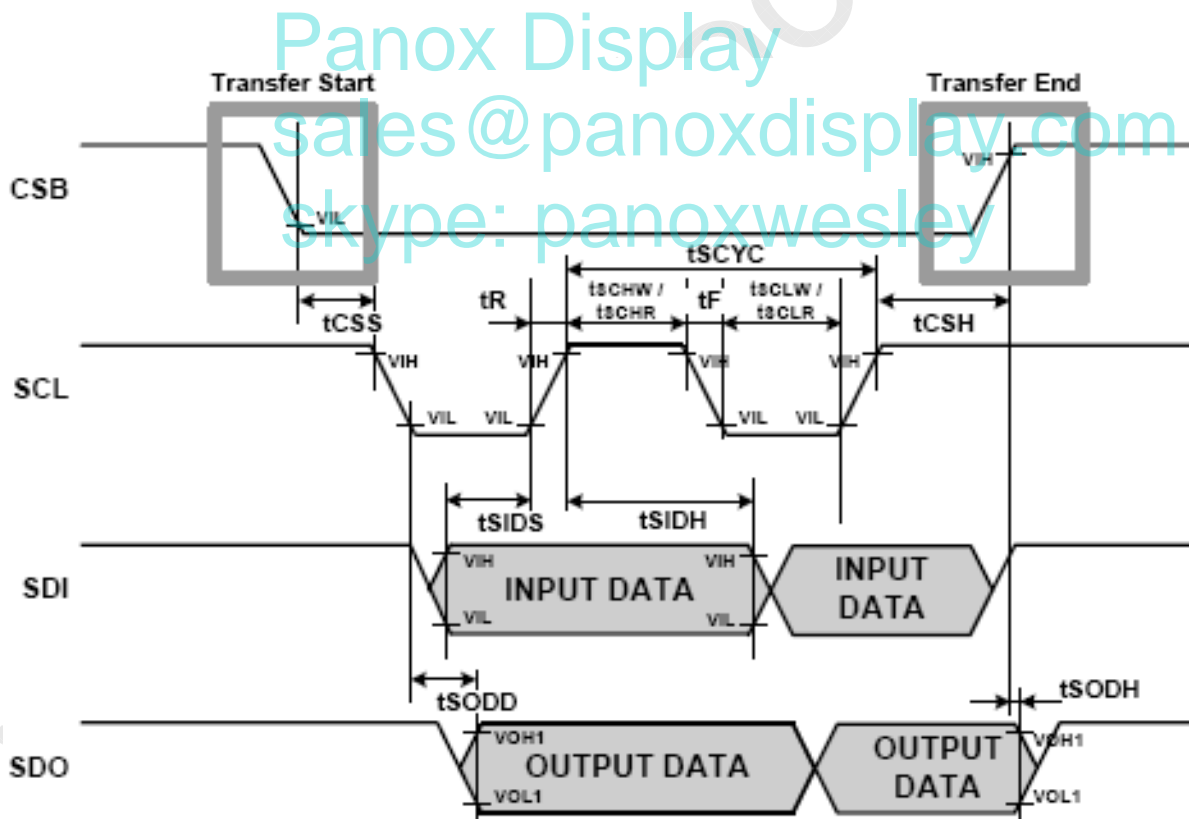 Panox Display
Transfer Start
Transfer End
sales@panoxdisplay.com
VIH
CSB
VIL
skype: panoxwesley
tSCYC
tR
tSCHW /
tSCHR
tF
tSCLW /
tSCLR
tCSS
tCSH
VIH VIH VIH VIH
SCL
VIL VIL VIL VIL
tSIDS
tSIDH
VIH VIH
SDI
INPUT DATA
INPUT
DATA
VIL VIL
tSODD
tSODH
VOH1 VOH1
SDO
OUTPUT DATA
OUTPUT
DATA
VOL1 VOL1